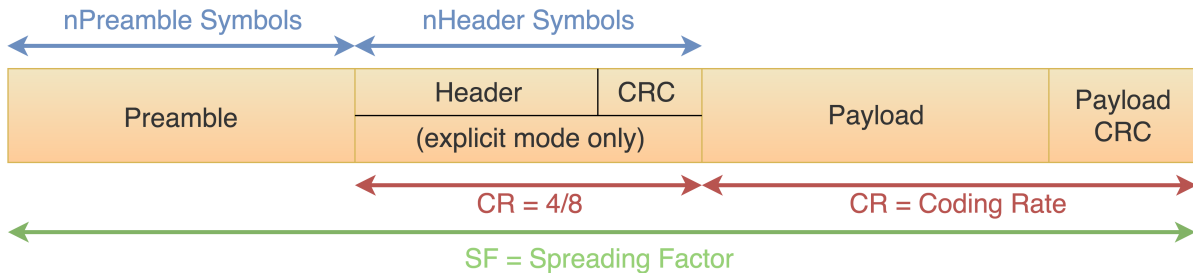 nPreamble Symbols
nHeader Symbols
Preamble
Header
CRC
(explicit mode only)
Payload
Payload
CRC
CR = 4/8
CR = Coding Rate
SF = Spreading Factor